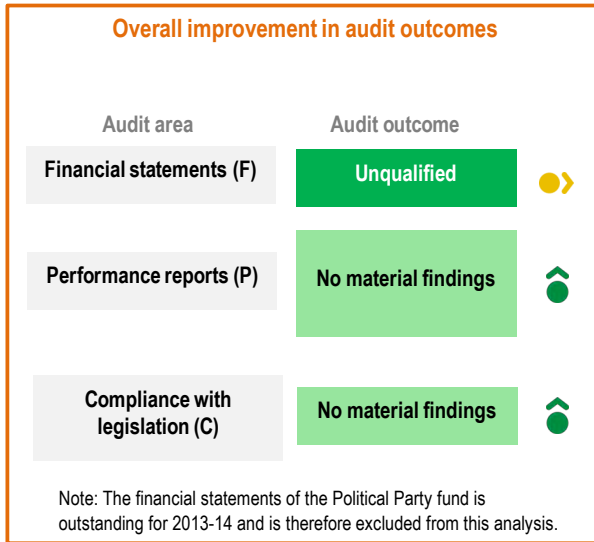 Overall improvement in audit outcomes
Audit area Audit outcome
Financial statements (F) Unqualified
Performance reports (P) No material findings
Compliance with
legislation (C) No material findings
Note: The financial statements of the Political Party fund is
outstanding for 2013-14 and is therefore excluded from this analysis.